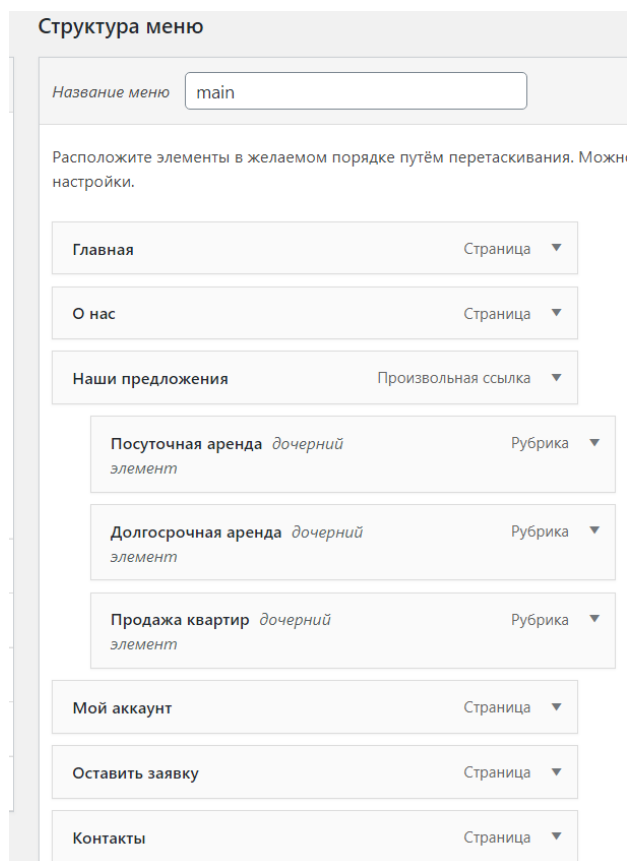 Структура меню
Название меню main
Расположите элементы в желаемом порядке путём перетаскивания.
настройки.
Главная Страница
О нас Страница
Наши предложения Произвольная ссылка
Посуточная аренда дочерний Рубрика
элемент
Долгосрочная аренда дочерний Рубрика
элемент
Продажа квартир дочерний Рубрика
элемент
Мой аккаунт Страница
Оставить заявку Страница
Контакты Страница